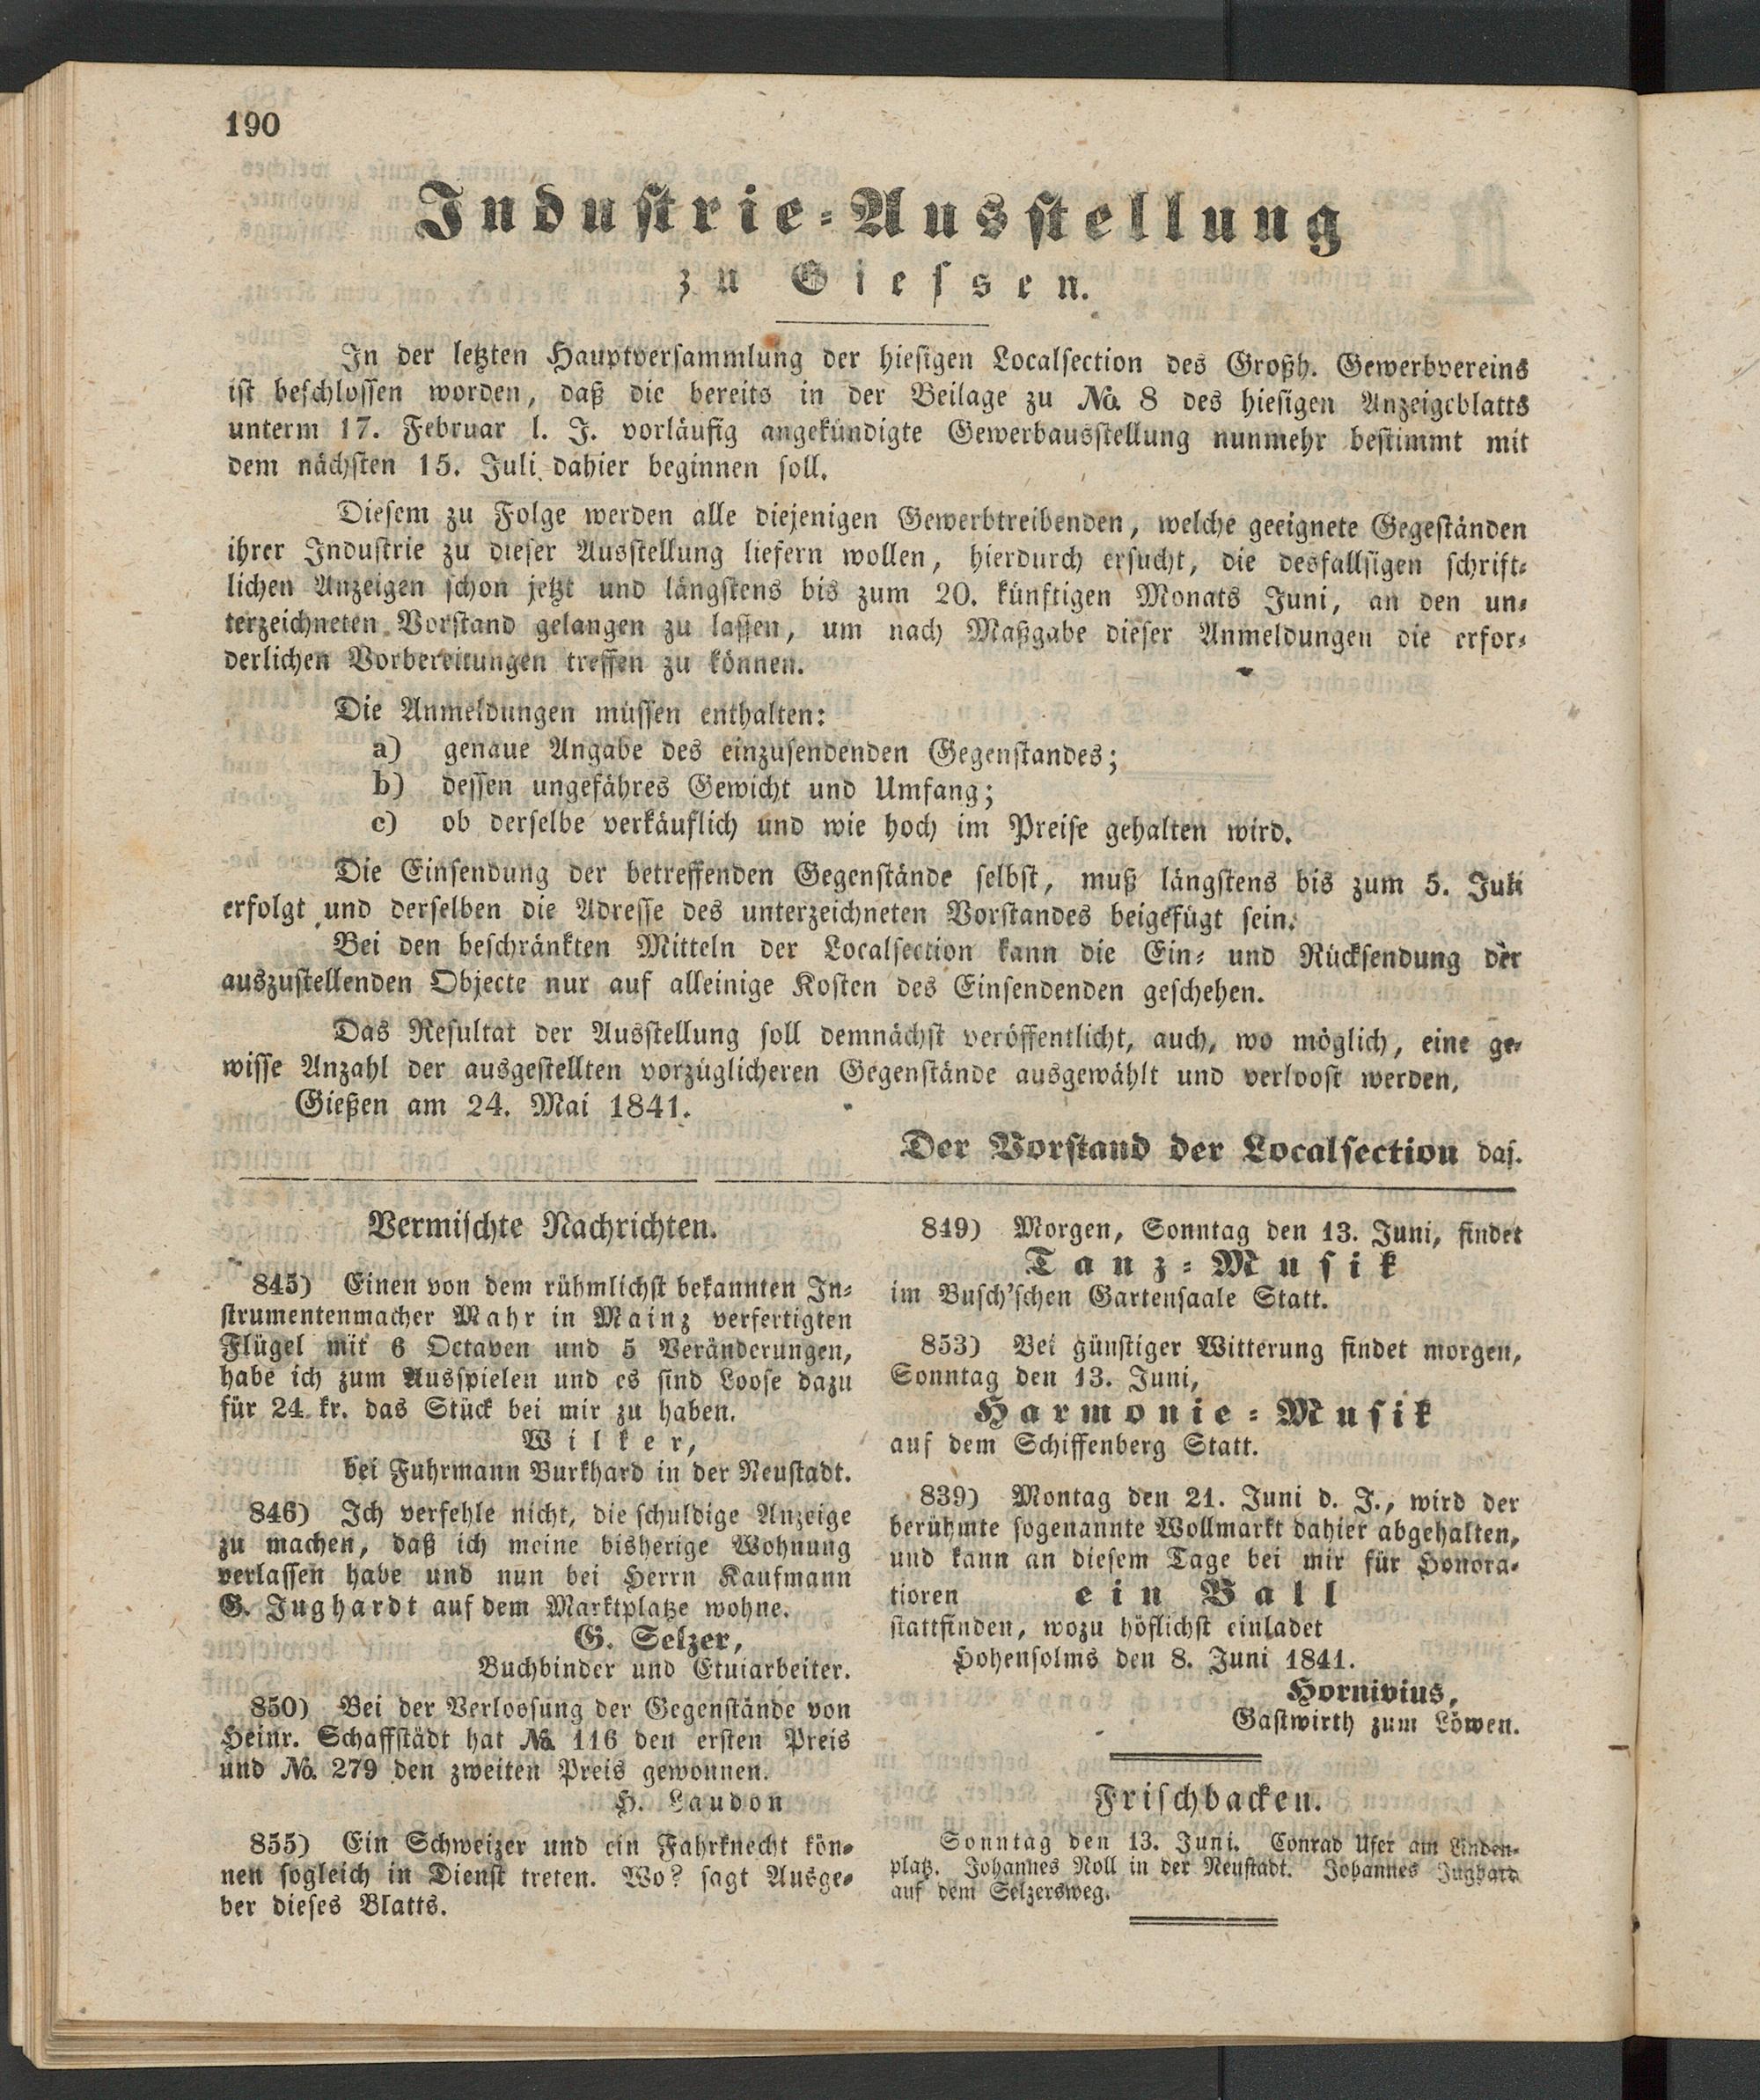 190
Industrie-Ausstellung
zu Giessen.
In der letzten Hauptversammlung der hiesigen Localsection des Großh. Gewerbvereins
ist beschlossen worden, daß die bereits in der Beilage zu No. 8 des hiesigen Anzeigeblatts
unterm 17. Februar l. J. vorläufig angekündigte Gewerbausstellung nunmehr bestimmt mit
dem nächsten 15. Juli dahier beginnen soll.
Diesem zu Folge werden alle diejenigen Gewerbtreibenden, welche geeignete Gegeständen
ihrer Industrie zu dieser Ausstellung liefern wollen, hierdurch ersucht, die desfallsigen schrift-
lichen Anzeigen schon jetzt und längstens bis zum 20. künftigen Monats Juni, an den un-
terzeichneten Vorstand gelangen zu lassen, um nach Maßgabe dieser Anmeldungen die erfor-
derlichen Vorbereitungen treffen zu können.
Die Anmeldungen müssen enthalten:
a) genaue Angabe des einzusendenden Gegenstandes;
b) dessen ungefähres Gewicht und Umfang;
c) ob derselbe verkäuflich und wie hoch im Preise gehalten wird.
Die Einsendung der betreffenden Gegenstände selbst, muß längstens bis zum 5. Juli
erfolgt und derselben die Adresse des unterzeichneten Vorstandes beigefügt sein.
Bei den beschränkten Mitteln der Localsection kann die Ein- und Rücksendung der
auszustellenden Objecte nur auf alleinige Kosten des Einsendenden geschehen.
Das Resultat der Ausstellung soll demnächst veröffentlicht, auch, wo möglich, eine ge-
wisse Anzahl der ausgestellten vorzüglicheren Gegenstände ausgewählt und verloost werden.
Gießen am 24. Mai 1841.
Der Vorstand der Localsection das.
Vermischte Nachrichten.
845) Einen von dem rühmlichst bekannten In-
strumentenmacher Mahr in Mainz verfertigten
Flügel mit 6 Octaven und 5 Veränderungen,
habe ich zum Ausspielen und es sind Loose dazu
für 24 kr. das Stück bei mir zu haben.
Wilker,
bei Fuhrmann Burkhard in der Neustadt.
846) Ich verfehle nicht, die schuldige Anzeige
zu machen, daß ich meine bisherige Wohnung
verlassen habe und nun bei Herrn Kaufmann
G. Jughardt auf dem Marktplatze wohne.
G. Selzer,
Buchbinder und Etuiarbeiter.
850) Bei der Verloosung der Gegenstände von
Heinr. Schaffstädt hat No. 116 den ersten Preis
und No. 279 den zweiten Preis gewonnen.
H. Laudon
855) Ein Schweizer und ein Fahrknecht kön-
nen sogleich in Dienst treten. Wo? sagt Ausge-
ber dieses Blatts.
849) Morgen, Sonntag den 13. Juni, findet
Tanz-Musik
im Busch'schen Gartensaale Statt.
853) Bei günstiger Witterung findet morgen,
Sonntag den 13. Juni,
Harmonie-Musik
auf dem Schiffenberg Statt.
839) Montag den 21. Juni d. J., wird der
berühmte sogenannte Wollmarkt dahier abgehalten,
und kann an diesem Tage bei mir für Honora-
tioren ein Ball
stattfinden, wozu höflichst einladet
Hohensolms den 8. Juni 1841.
Hornivius,
Gastwirth zum Löwen.
Frischbacken.
Sonntag den 13. Juni. Conrad Ufer am Linden-
platz. Johannes Noll in der Neustadt. Johannes Jughard
auf dem Selzersweg.